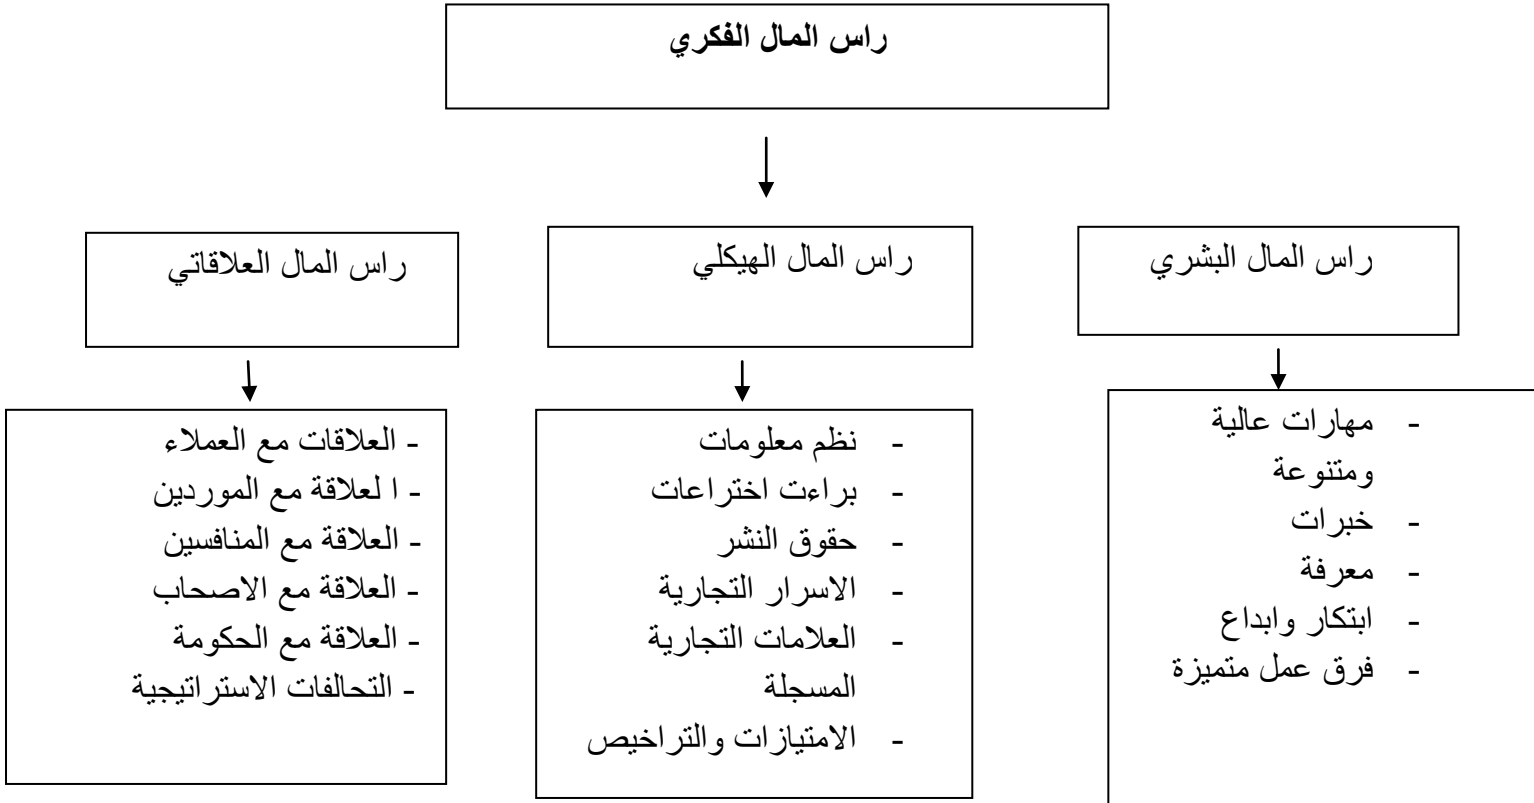 راس المال الفكري
راس المال البشري
راس المال الهيكلي
راس المال العلاقاتي
- مهارات عالية
ومتنوعة
- خبرات
- معرفة
- ابتكار وابداع
- فرق عمل متميزة
- نظم معلومات
- براءت اختراعات
- حقوق النشر
- الاسرار التجارية
- العلامات التجارية
المسجلة
- الامتيازات والتراخيص
- العلاقات مع العملاء
- ا لعلاقة مع الموردين
- العلاقة مع المنافسين
- العلاقة مع الاصحاب
- العلاقة مع الحكومة
- التحالفات الاستراتيجية